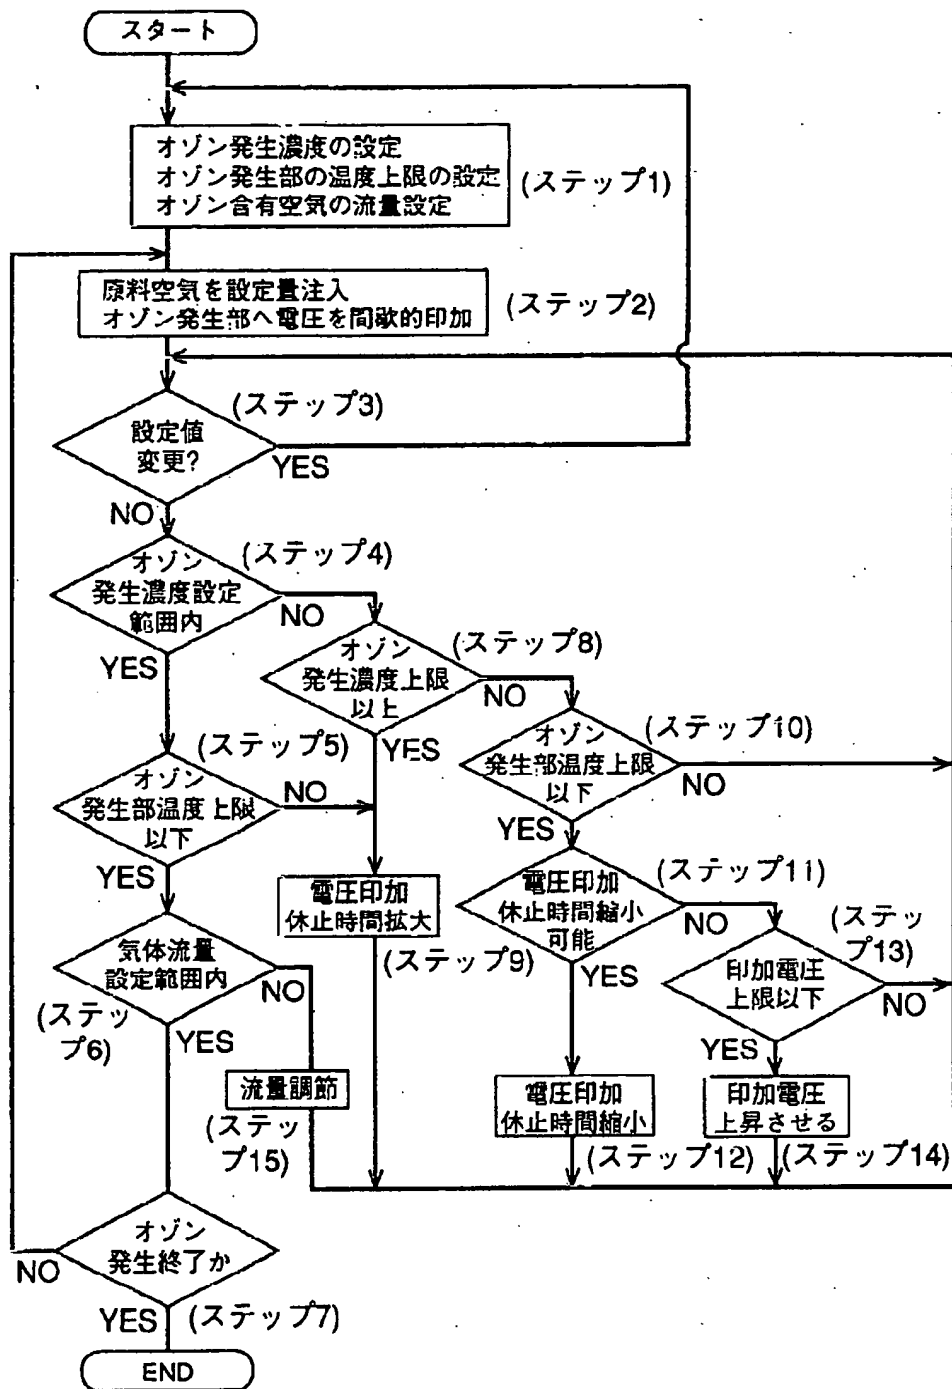 スタート
オゾン発生濃度の設定
オゾン発生部の温度上限の設定
オゾン含有空気の流量設定
(ステップ1)
原料空気を設定量注入
オゾン発生部へ電圧を間歇的印加
(ステップ2)
(ステップ3)
設定値
変更?
YES
NO
(ステップ4)
オゾン
発生濃度設定
範囲内
NO
YES
(ステップ8)
オゾン
発生濃度上限
以上
NO
YES
(ステップ5)
オゾン
発生部温度上限
以下
NO
YES
(ステップ10)
オゾン
発生部温度上限
以下
NO
YES
電圧印加
休止時間拡大
(ステップ9)
(ステップ11)
電圧印加
休止時間縮小
可能
NO
YES
(ステッ
プ13)
印加電圧
上限以下
NO
YES
気体流量
設定範囲内
NO
(ステッ
プ6)
YES
流量調節
(ステッ
プ15)
電圧印加
休止時間縮小
(ステップ12)
印加電圧
上昇させる
(ステップ14)
オゾン
発生終了か
NO
YES
(ステップ7)
END